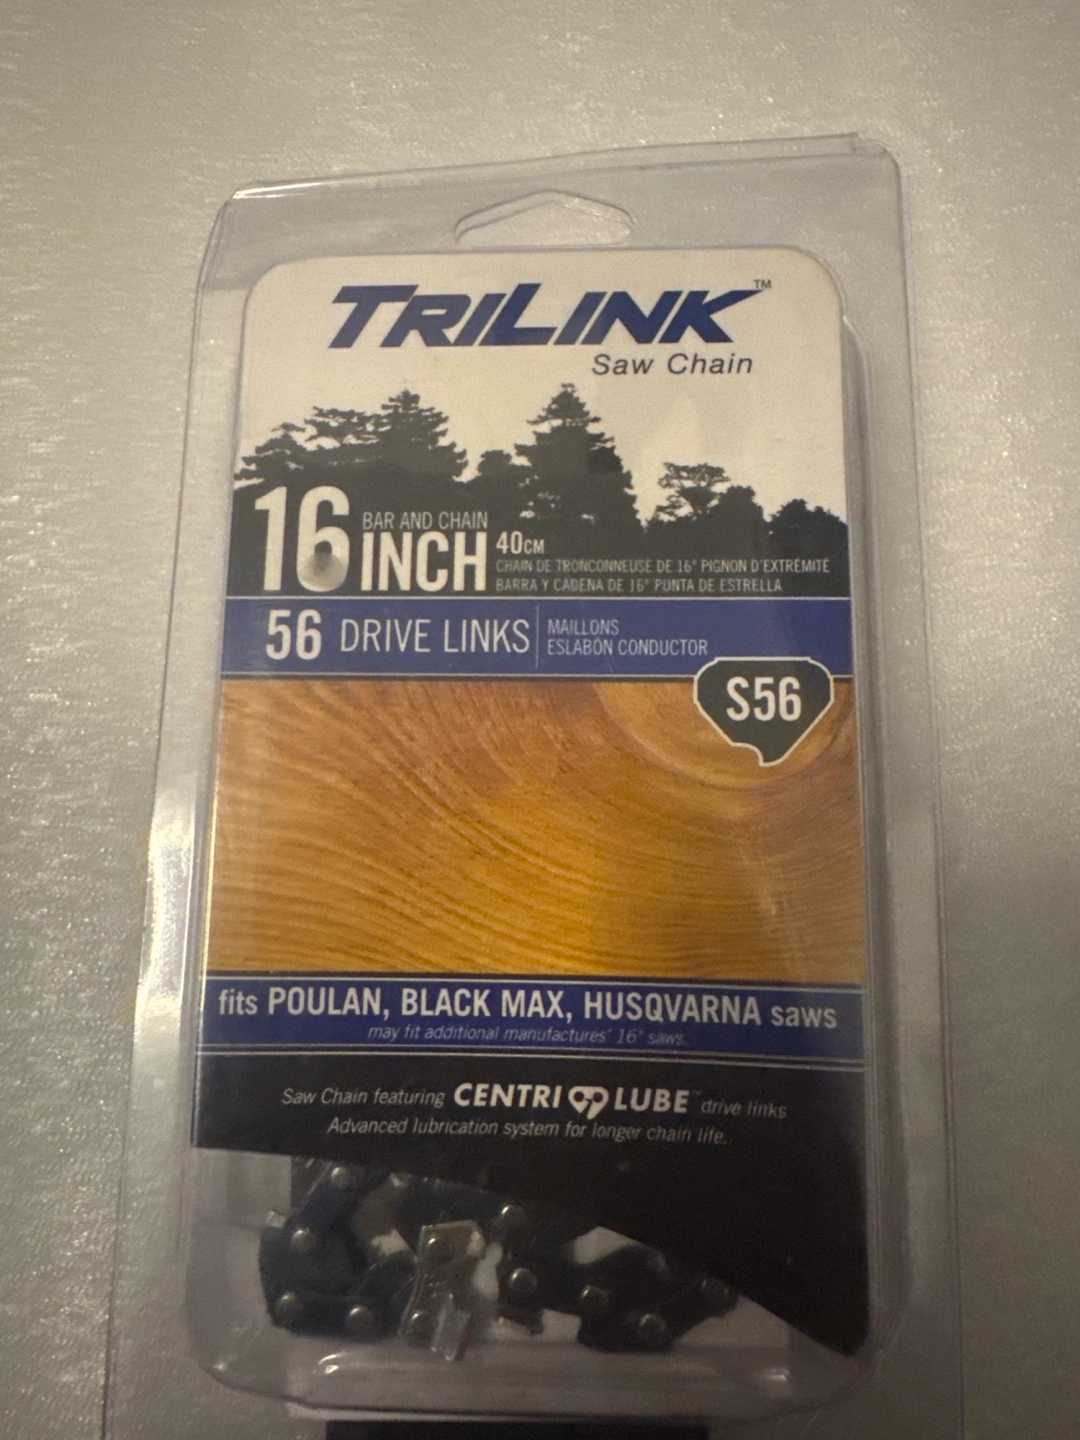 TRILINK™
Saw Chain
16 INCH
BAR AND CHAIN
40CM
CHAIN DE TRONCONNEUSE DE 16" PIGNON D'EXTRÉMITÉ
BARRA Y CADENA DE 16" PUNTA DE ESTRELLA
56 DRIVE LINKS
MAILLONS
ESLABÓN CONDUCTOR
S56
fits POULAN, BLACK MAX, HUSQVARNA saws
may fit additional manufactures' 16" saws.
Saw Chain featuring CENTRI LUBE™ drive links
Advanced lubrication system for longer chain life.